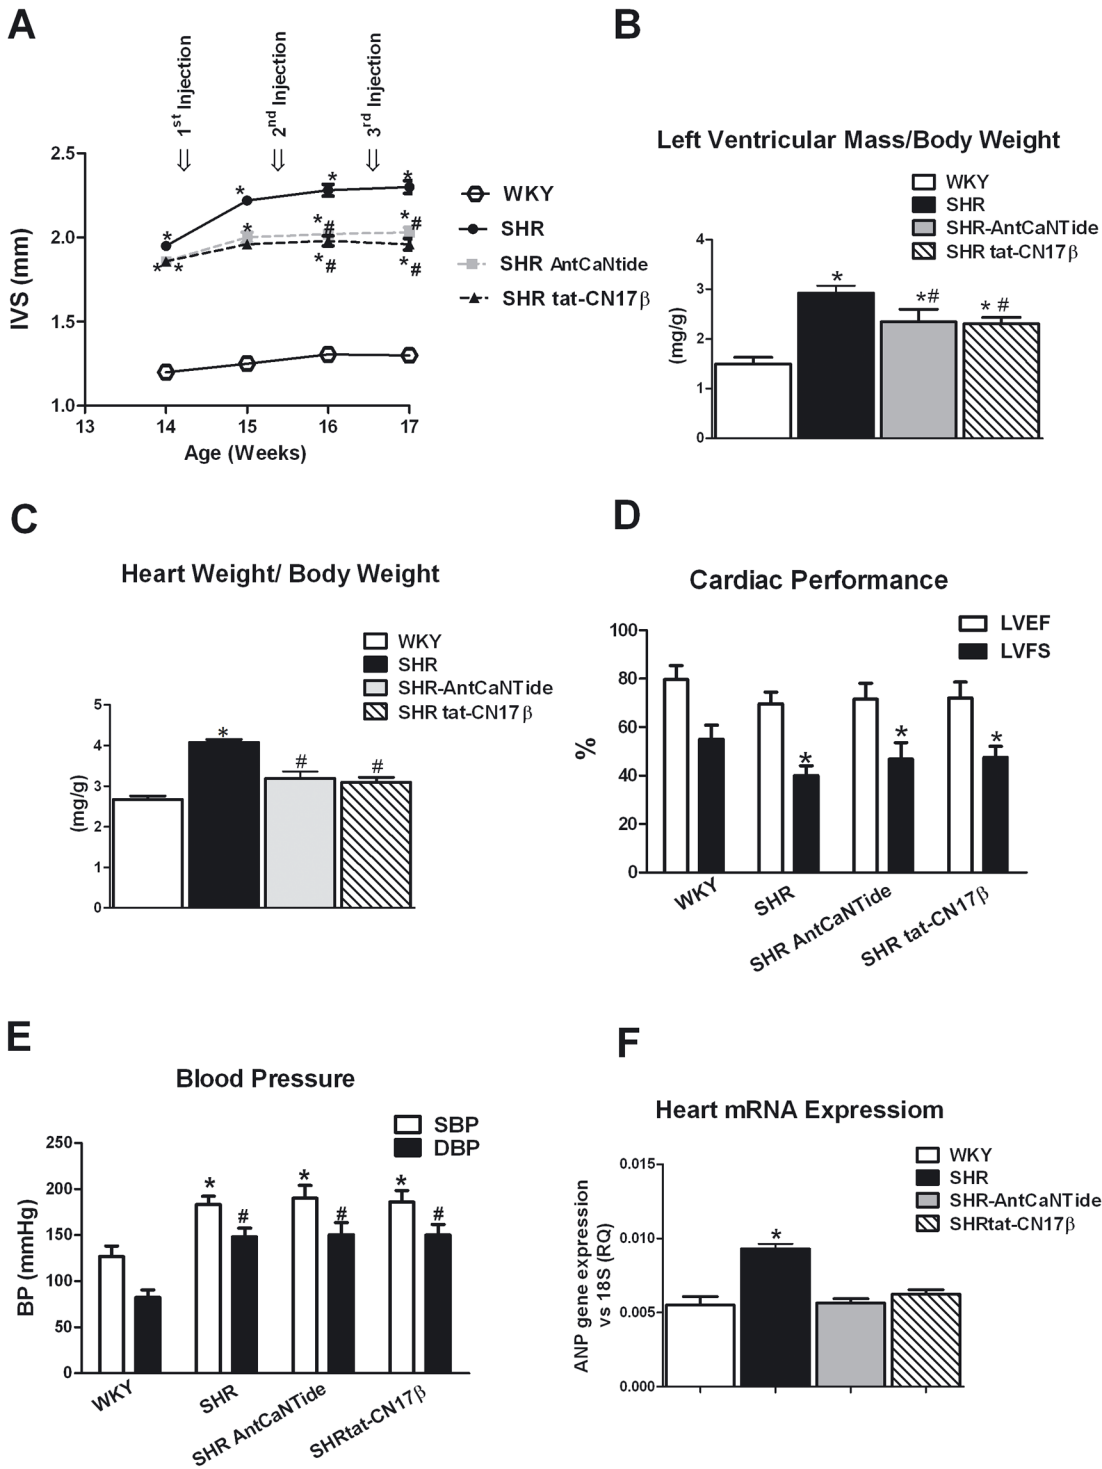 A
1st Injection
2nd Injection
3rd Injection
⇓ ⇓ ⇓
2.5
2.0
1.5
1.0
IVS (mm)
* * * *
* * *# *#
* *# *#
13 14 15 16 17
Age (Weeks)
WKY
SHR
SHR AntCaNtide
SHR tat-CN17β
B
Left Ventricular Mass/Body Weight
WKY
SHR
SHR-AntCaNTide
SHR tat-CN17β
4
3
2
1
0
(mg/g)
* *# * #
C
Heart Weight/ Body Weight
WKY
SHR
SHR-AntCaNTide
SHR tat-CN17β
5
4
3
2
1
0
(mg/g)
* # #
D
Cardiac Performance
LVEF
LVFS
100
80
60
40
20
0
%
* * *
WKY
SHR
SHR AntCaNTide
SHR tat-CN17β
E
Blood Pressure
SBP
DBP
250
200
150
100
50
0
BP (mmHg)
* # * # * #
WKY
SHR
SHR AntCaNTide
SHRtat-CN17β
F
Heart mRNA Expressiom
WKY
SHR
SHR-AntCaNTide
SHRtat-CN17β
0.015
0.010
0.005
0.000
ANP gene expression
vs 18S (RQ)
*